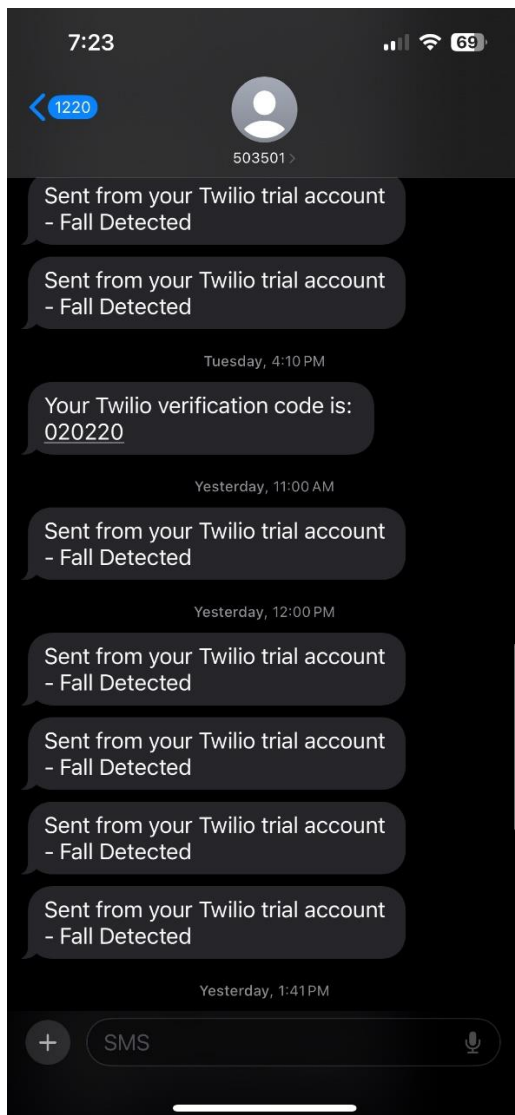 7:23
69
1220
503501
Sent from your Twilio trial account
- Fall Detected
Sent from your Twilio trial account
- Fall Detected
Tuesday, 4:10 PM
Your Twilio verification code is:
020220
Yesterday, 11:00 AM
Sent from your Twilio trial account
- Fall Detected
Yesterday, 12:00 PM
Sent from your Twilio trial account
- Fall Detected
Sent from your Twilio trial account
- Fall Detected
Sent from your Twilio trial account
- Fall Detected
Sent from your Twilio trial account
- Fall Detected
Yesterday, 1:41 PM
SMS